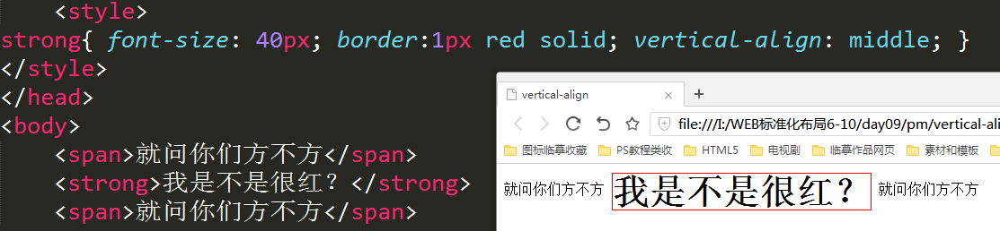 <style>
strong{ font-size: 40px; border:1px red solid; vertical-align: middle; }
</style>
</head>
<body>
<span>就问你们方不方</span>
<strong>我是不是很红？</strong>
<span>就问你们方不方</span>
vertical-align
file:///I:/WEB标准化布局6-10/day09/pm/vertical-ali
图标临摹收藏 PS教程类收 HTML5 电视剧 临摹作品网页 素材和模板
就问你们方不方 我是不是很红？ 就问你们方不方